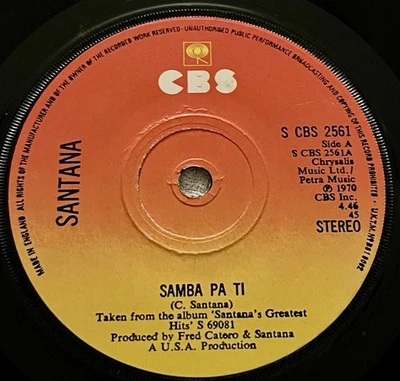 ALL RIGHTS OF THE MANUFACTURER AND OF THE OWNER OF THE RECORDED WORK RESERVED · UNAUTHORISED PUBLIC PERFORMANCE BROADCASTING AND COPYING OF THIS RECORD PROHIBITED ·
MADE IN ENGLAND
CBS
SANTANA
S CBS 2561
Side A
S CBS 2561A
Chrysalis
Music Ltd./
Petra Music
℗ 1970
CBS Inc.
4.46
45
STEREO
SAMBA PA TI
(C. Santana)
Taken from the album 'Santana's Greatest
Hits' S 69081
Produced by Fred Catero & Santana
A U.S.A. Production